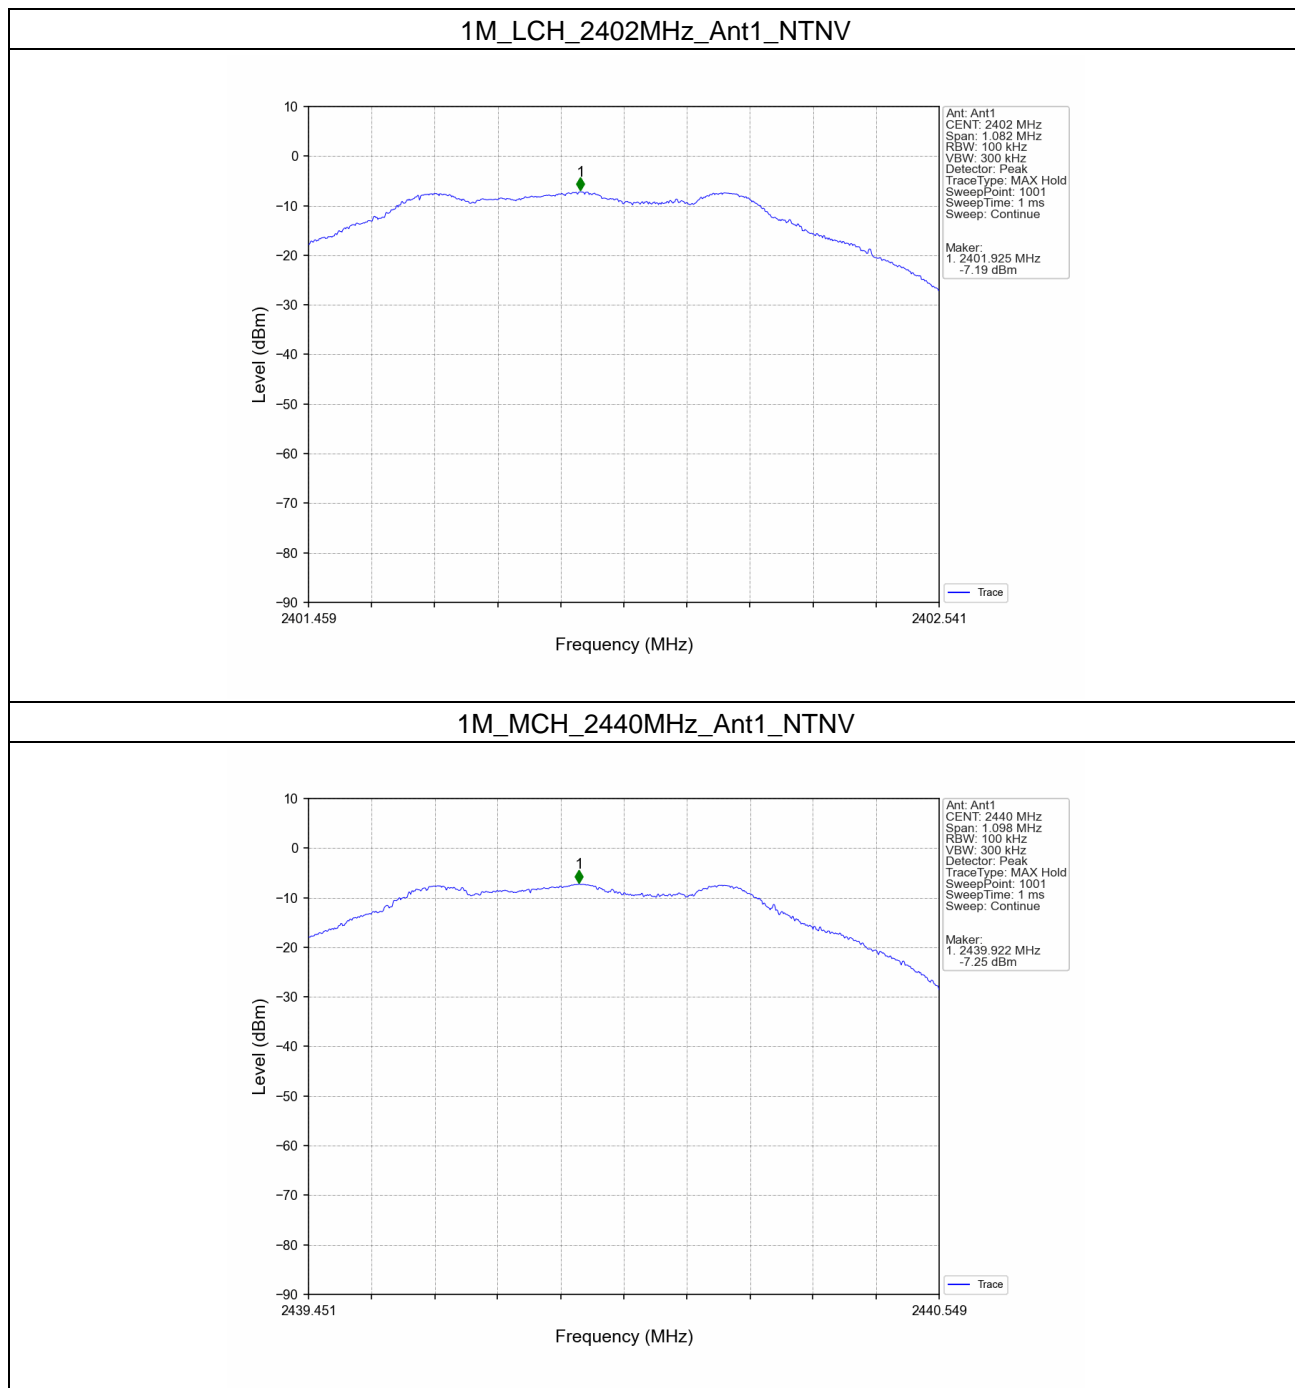 1M_LCH_2402MHz_Ant1_NTNV
10
0
−10
−20
−30
−40
−50
−60
−70
−80
−90
Level (dBm)
1
2401.459
2402.541
Frequency (MHz)
Ant: Ant1
CENT: 2402 MHz
Span: 1.082 MHz
RBW: 100 kHz
VBW: 300 kHz
Detector: Peak
TraceType: MAX Hold
SweepPoint: 1001
SweepTime: 1 ms
Sweep: Continue
Maker:
1. 2401.925 MHz
-7.19 dBm
Trace
1M_MCH_2440MHz_Ant1_NTNV
10
0
−10
−20
−30
−40
−50
−60
−70
−80
−90
Level (dBm)
1
2439.451
2440.549
Frequency (MHz)
Ant: Ant1
CENT: 2440 MHz
Span: 1.098 MHz
RBW: 100 kHz
VBW: 300 kHz
Detector: Peak
TraceType: MAX Hold
SweepPoint: 1001
SweepTime: 1 ms
Sweep: Continue
Maker:
1. 2439.922 MHz
-7.25 dBm
Trace